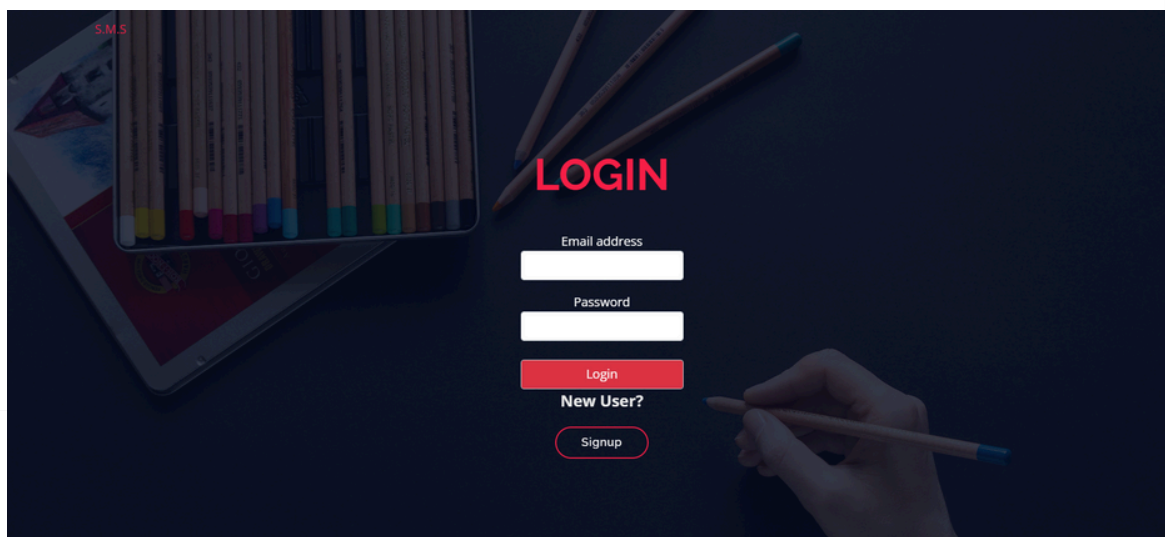 S.M.S
LOGIN
Email address
Password
Login
New User?
Signup